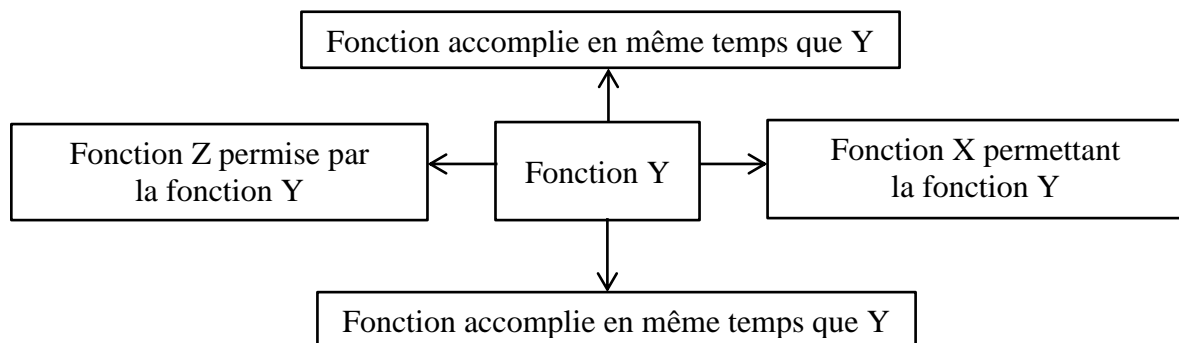 Fonction accomplie en même temps que Y
Fonction Z permise par
la fonction Y
Fonction Y
Fonction X permettant
la fonction Y
Fonction accomplie en même temps que Y